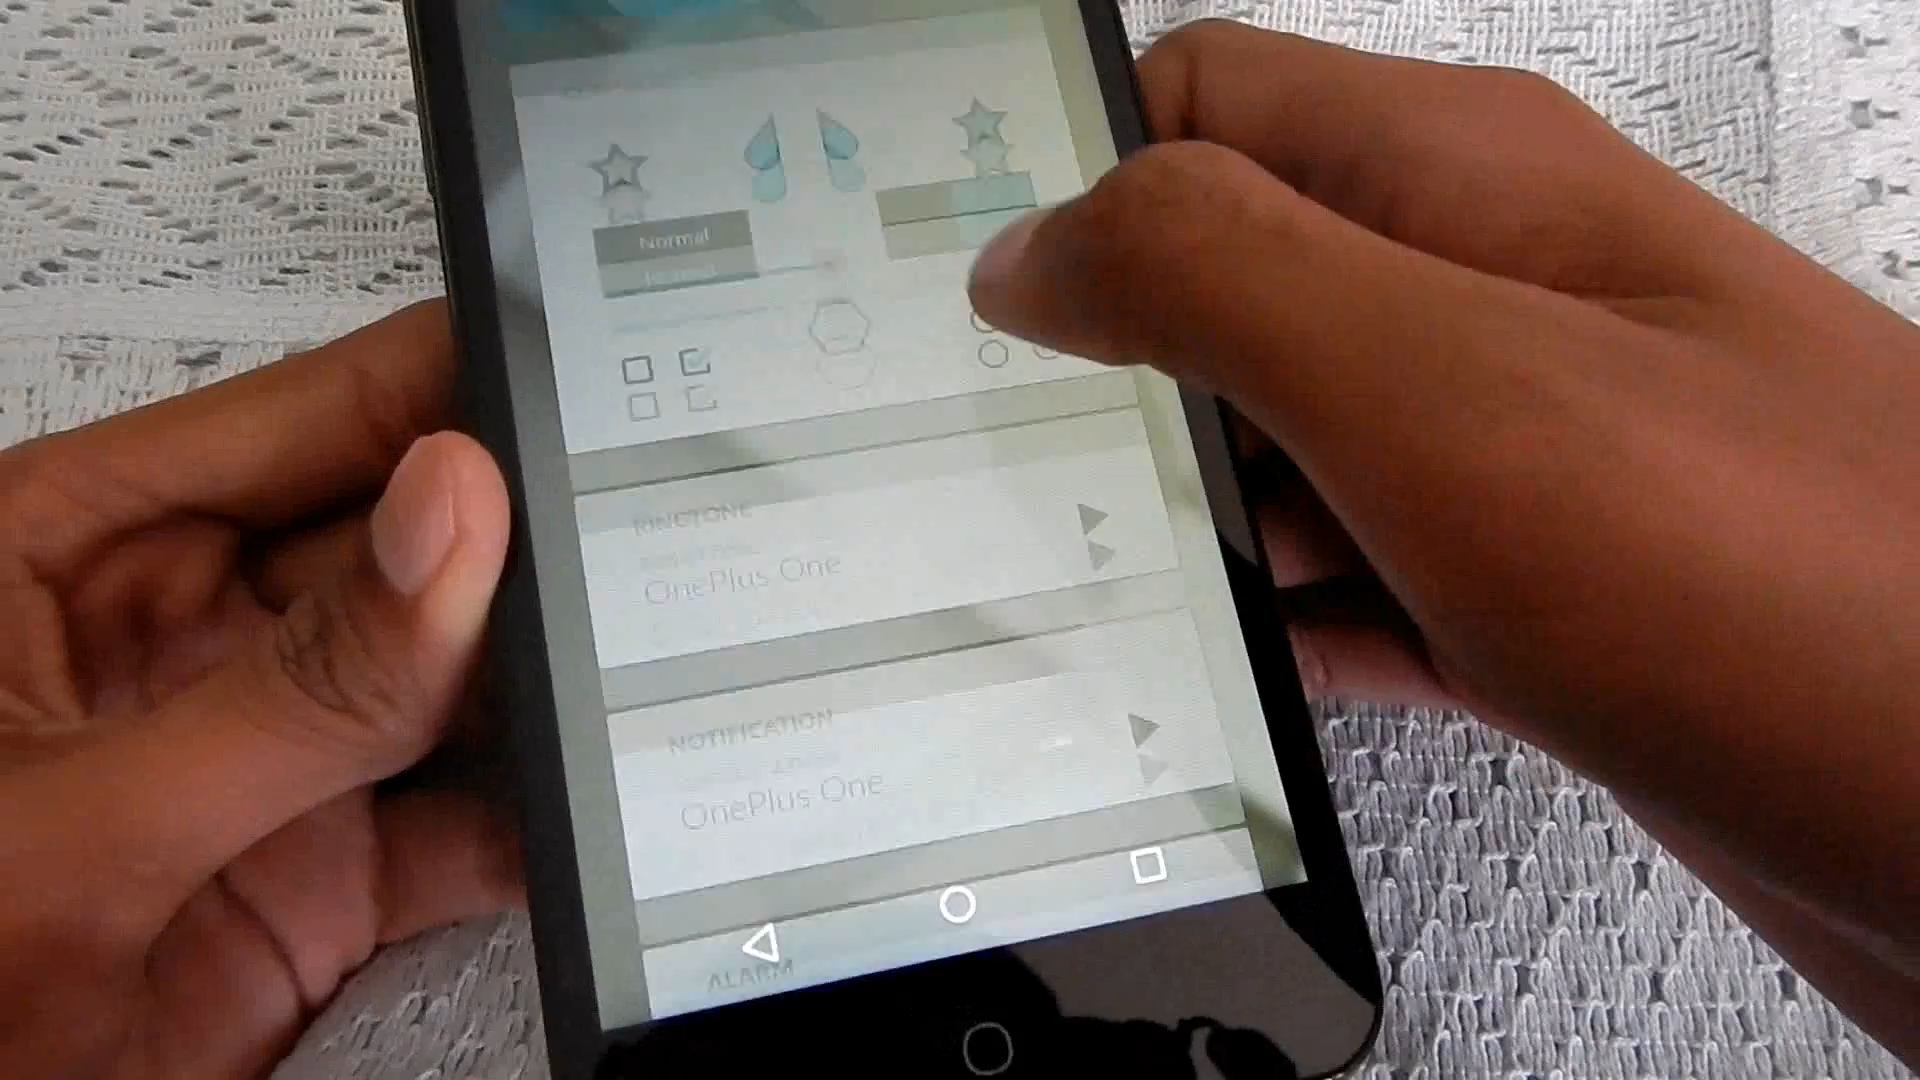 Normal
RINGTONE
OnePlus One
NOTIFICATION
OnePlus One
ALARM